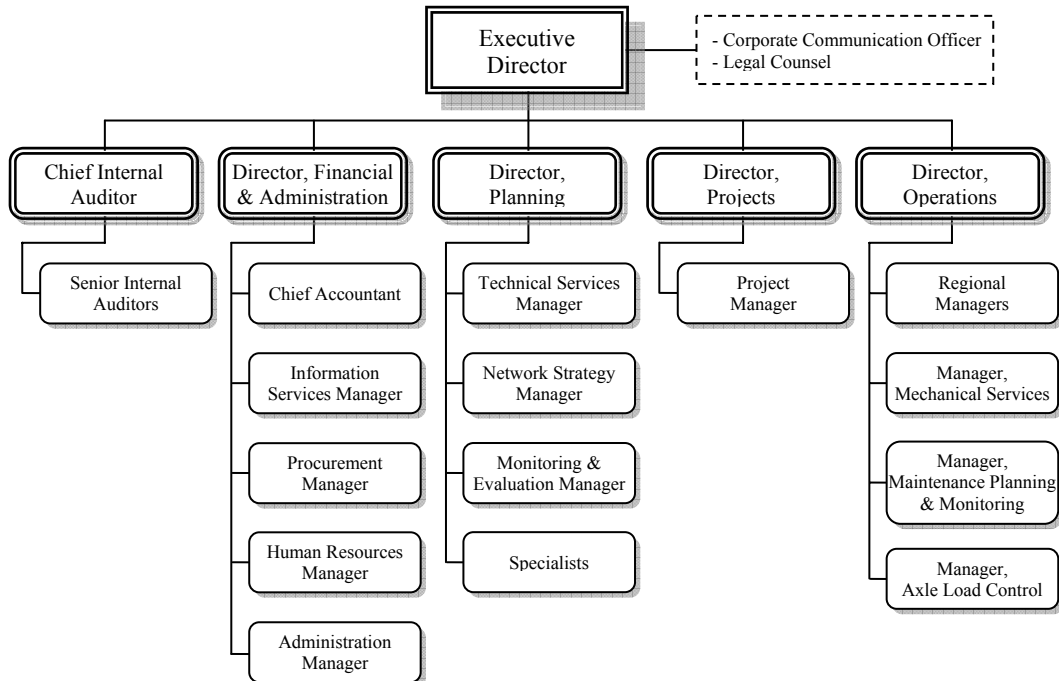 Executive
Director
- Corporate Communication Officer
- Legal Counsel
Chief Internal
Auditor
Director, Financial
& Administration
Director,
Planning
Director,
Projects
Director,
Operations
Senior Internal
Auditors
Chief Accountant
Information
Services Manager
Procurement
Manager
Human Resources
Manager
Administration
Manager
Technical Services
Manager
Network Strategy
Manager
Monitoring &
Evaluation Manager
Specialists
Project
Manager
Regional
Managers
Manager,
Mechanical Services
Manager,
Maintenance Planning
& Monitoring
Manager,
Axle Load Control